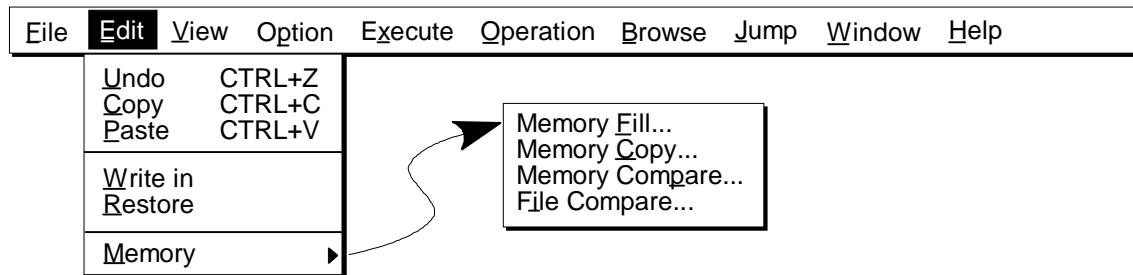 File Edit View Option Execute Operation Browse Jump Window Help
Undo CTRL+Z
Copy CTRL+C
Paste CTRL+V
Write in
Restore
Memory
Memory Fill...
Memory Copy...
Memory Compare...
File Compare...